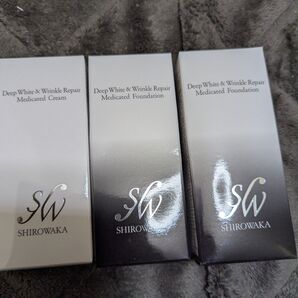 Deep White & Wrinkle Repair
Medicated Cream
SW
SHIROWAKA
Deep White & Wrinkle Repair
Medicated Foundation
SW
SHIROWAKA
Deep White & Wrinkle Repair
Medicated Foundation
SW
SHIROWAKA